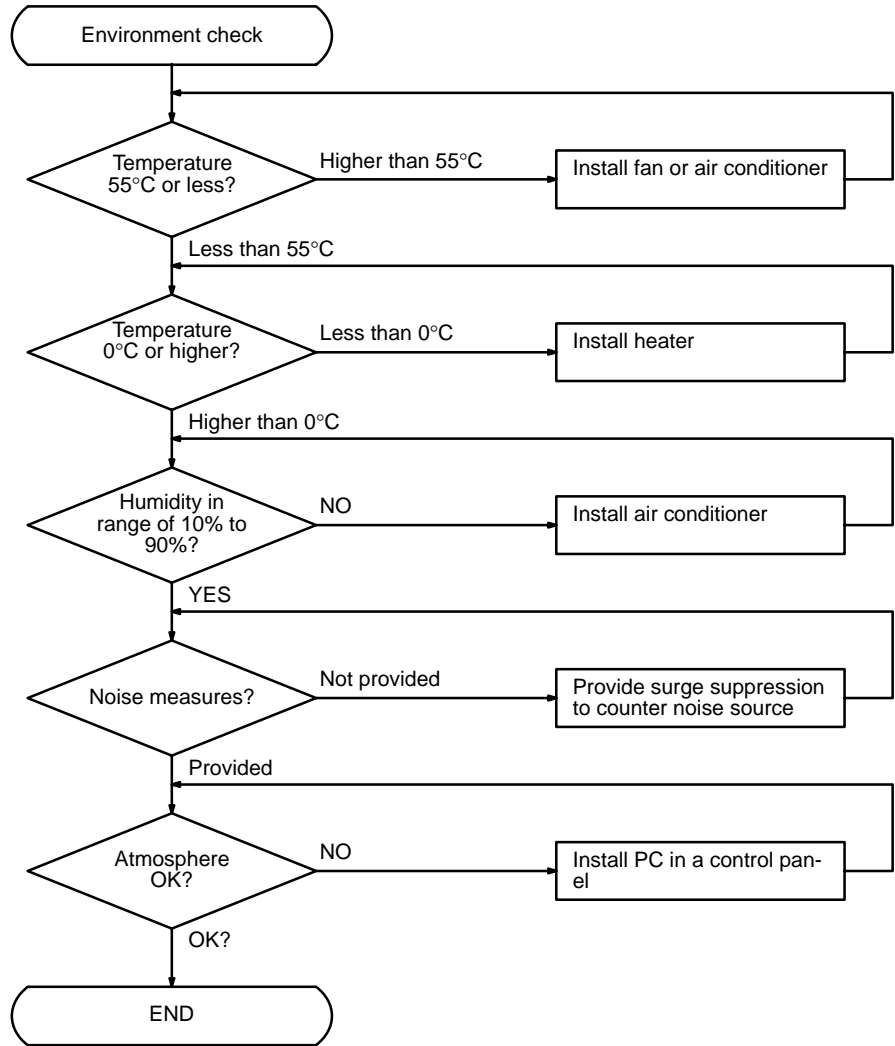 Environment check
Temperature
55°C or less?
Higher than 55°C
Install fan or air conditioner
Less than 55°C
Temperature
0°C or higher?
Less than 0°C
Install heater
Higher than 0°C
Humidity in
range of 10% to
90%?
NO
Install air conditioner
YES
Noise measures?
Not provided
Provide surge suppression
to counter noise source
Provided
Atmosphere
OK?
NO
Install PC in a control pan-
el
OK?
END